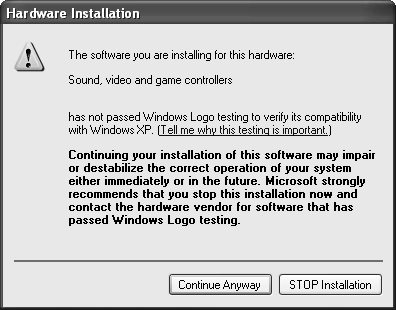 Hardware Installation
The software you are installing for this hardware:
Sound, video and game controllers
has not passed Windows Logo testing to verify its compatibility
with Windows XP. (Tell me why this testing is important.)
Continuing your installation of this software may impair
or destabilize the correct operation of your system
either immediately or in the future. Microsoft strongly
recommends that you stop this installation now and
contact the hardware vendor for software that has
passed Windows Logo testing.
Continue Anyway
STOP Installation